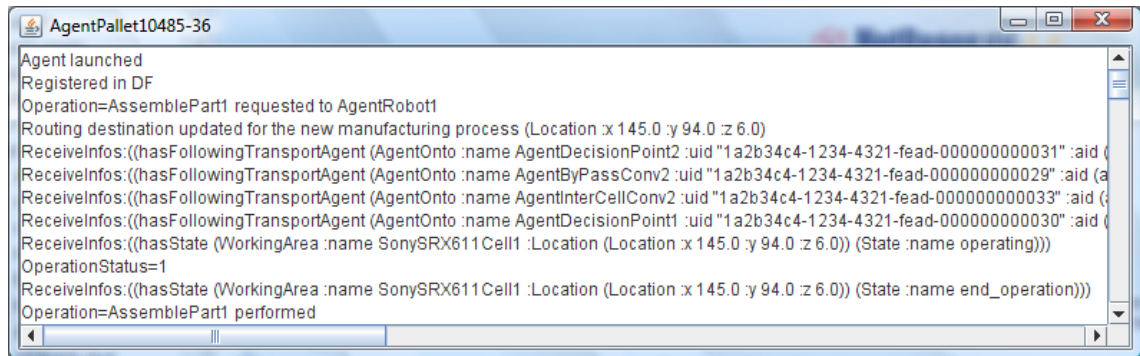 AgentPallet10485-36
Agent launched
Registered in DF
Operation=AssemblePart1 requested to AgentRobot1
Routing destination updated for the new manufacturing process (Location :x 145.0 :y 94.0 :z 6.0)
ReceiveInfos:((hasFollowingTransportAgent (AgentOnto :name AgentDecisionPoint2 :uid "1a2b34c4-1234-4321-fead-000000000031" :aid (
ReceiveInfos:((hasFollowingTransportAgent (AgentOnto :name AgentByPassConv2 :uid "1a2b34c4-1234-4321-fead-000000000029" :aid (a
ReceiveInfos:((hasFollowingTransportAgent (AgentOnto :name AgentInterCellConv2 :uid "1a2b34c4-1234-4321-fead-000000000033" :aid (a
ReceiveInfos:((hasFollowingTransportAgent (AgentOnto :name AgentDecisionPoint1 :uid "1a2b34c4-1234-4321-fead-000000000030" :aid (
ReceiveInfos:((hasState (WorkingArea :name SonySRX611Cell1 :Location (Location :x 145.0 :y 94.0 :z 6.0)) (State :name operating)))
OperationStatus=1
ReceiveInfos:((hasState (WorkingArea :name SonySRX611Cell1 :Location (Location :x 145.0 :y 94.0 :z 6.0)) (State :name end_operation)))
Operation=AssemblePart1 performed